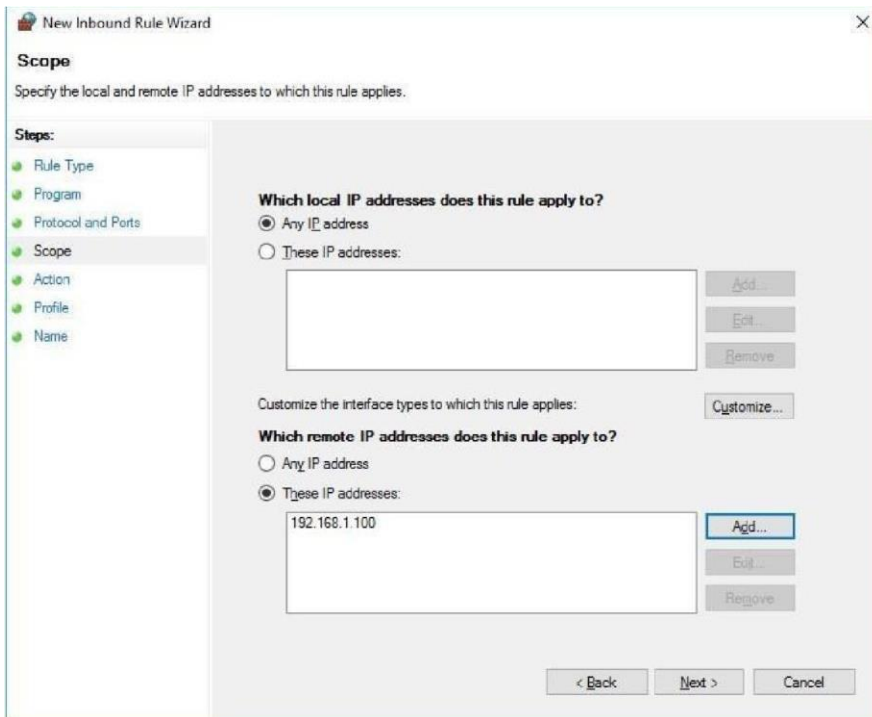 New Inbound Rule Wizard
Scope
Specify the local and remote IP addresses to which this rule applies.
Steps:
Rule Type
Program
Protocol and Ports
Scope
Action
Profile
Name
Which local IP addresses does this rule apply to?
Any IP address
These IP addresses:
Add...
Edit...
Remove
Customize the interface types to which this rule applies:
Customize...
Which remote IP addresses does this rule apply to?
Any IP address
These IP addresses:
192.168.1.100
Add...
Edit...
Remove
< Back
Next >
Cancel